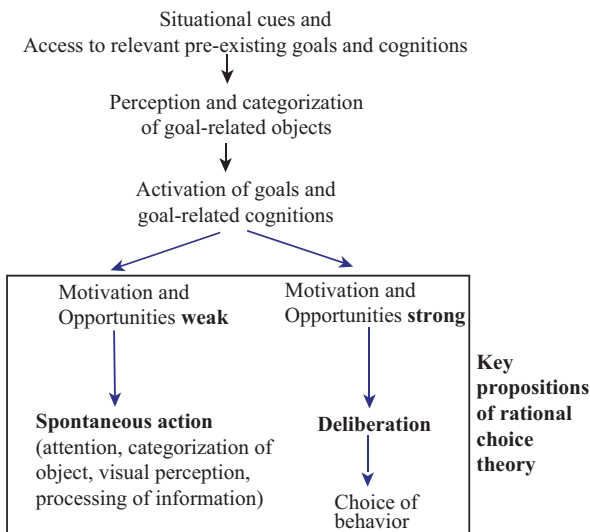 Situational cues and
Access to relevant pre-existing goals and cognitions
Perception and categorization
of goal-related objects
Activation of goals and
goal-related cognitions
Motivation and
Opportunities weak
Motivation and
Opportunities strong
Spontaneous action
(attention, categorization of
object, visual perception,
processing of information)
Deliberation
Choice of
behavior
Key
propositions
of rational
choice
theory